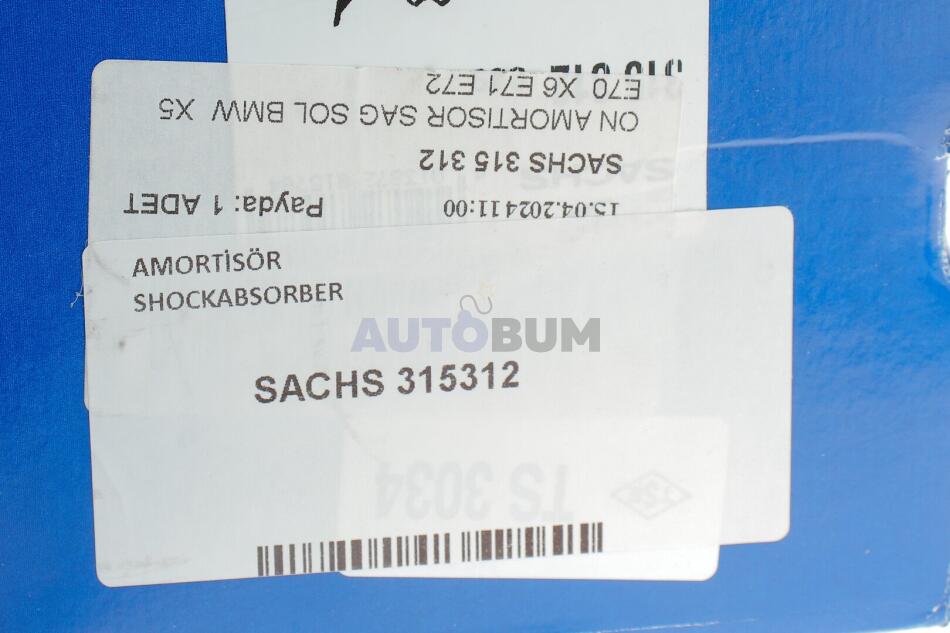 E70 X6 E71 E72
ON AMORTISOR SAG SOL BMW X5
SACHS 315 312
15.04.2024 11:00 Payda: 1 ADET
AMORTİSÖR
SHOCKABSORBER
AUTOBUM
SACHS 315312
TS 3034
TSE